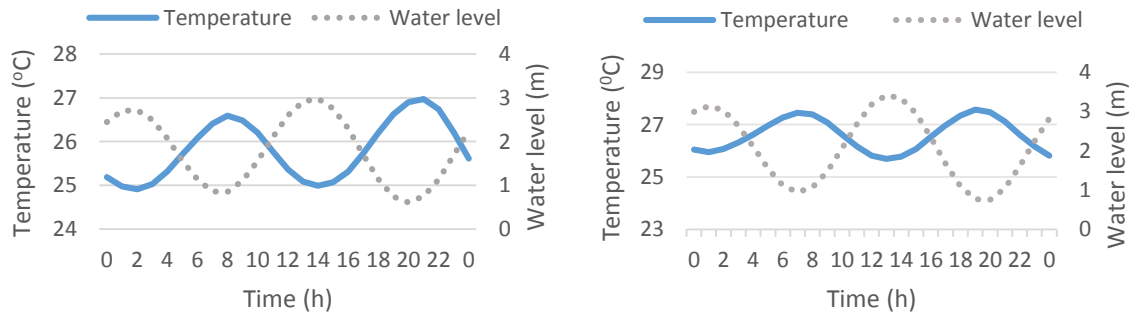 Temperature Water level
Temperature (ºC)
28
27
26
25
24
4
3
2
1
0
Water level (m)
0 2 4 6 8 10 12 14 16 18 20 22 0
Time (h)
Temperature Water level
Temperature (⁰C)
29
27
25
23
4
3
2
1
0
Water level (m)
0 2 4 6 8 10 12 14 16 18 20 22 0
Time (h)